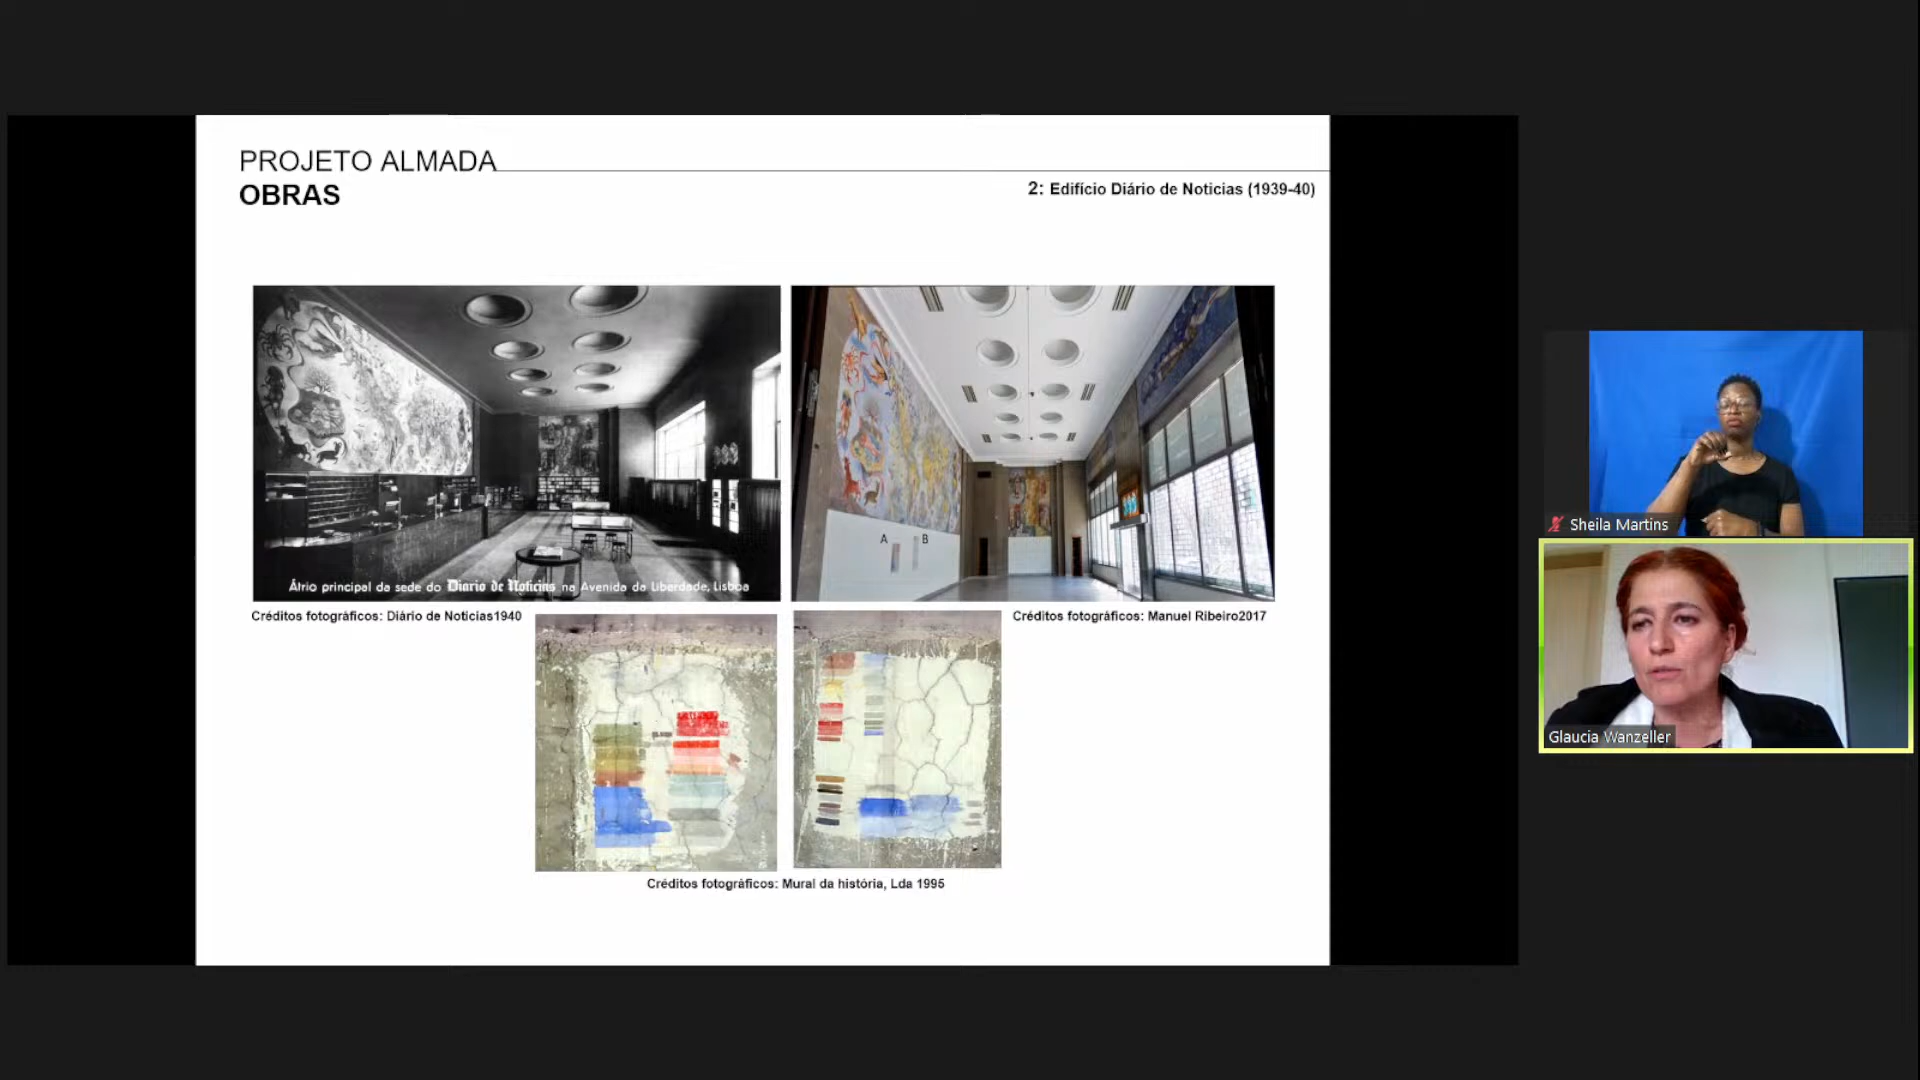 PROJETO ALMADA
OBRAS
2: Edifício Diário de Noticias (1939-40)
Átrio principal da sede do Diario de Noticias na Avenida da Liberdade, Lisboa
A B
Créditos fotográficos: Diário de Noticias1940
Créditos fotográficos: Manuel Ribeiro2017
Créditos fotográficos: Mural da história, Lda 1995
Sheila Martins
Glaucia Wanzeller